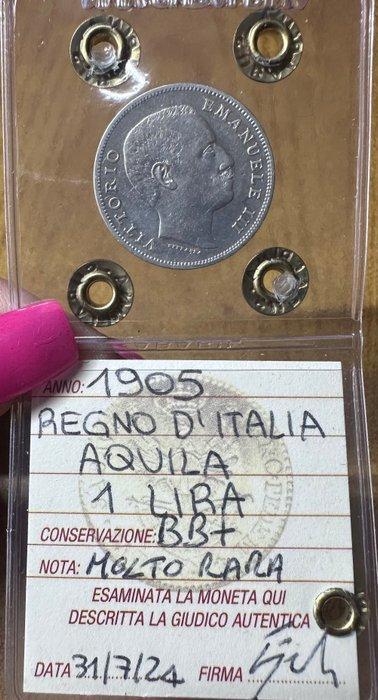 VITTORIO EMANUELE III
ANNO: 1905
REGNO D'ITALIA
AQUILA
1 LIRA
CONSERVAZIONE: BB+
NOTA: MOLTO RARA
ESAMINATA LA MONETA QUI
DESCRITTA LA GIUDICO AUTENTICA
DATA 31/7/24 FIRMA